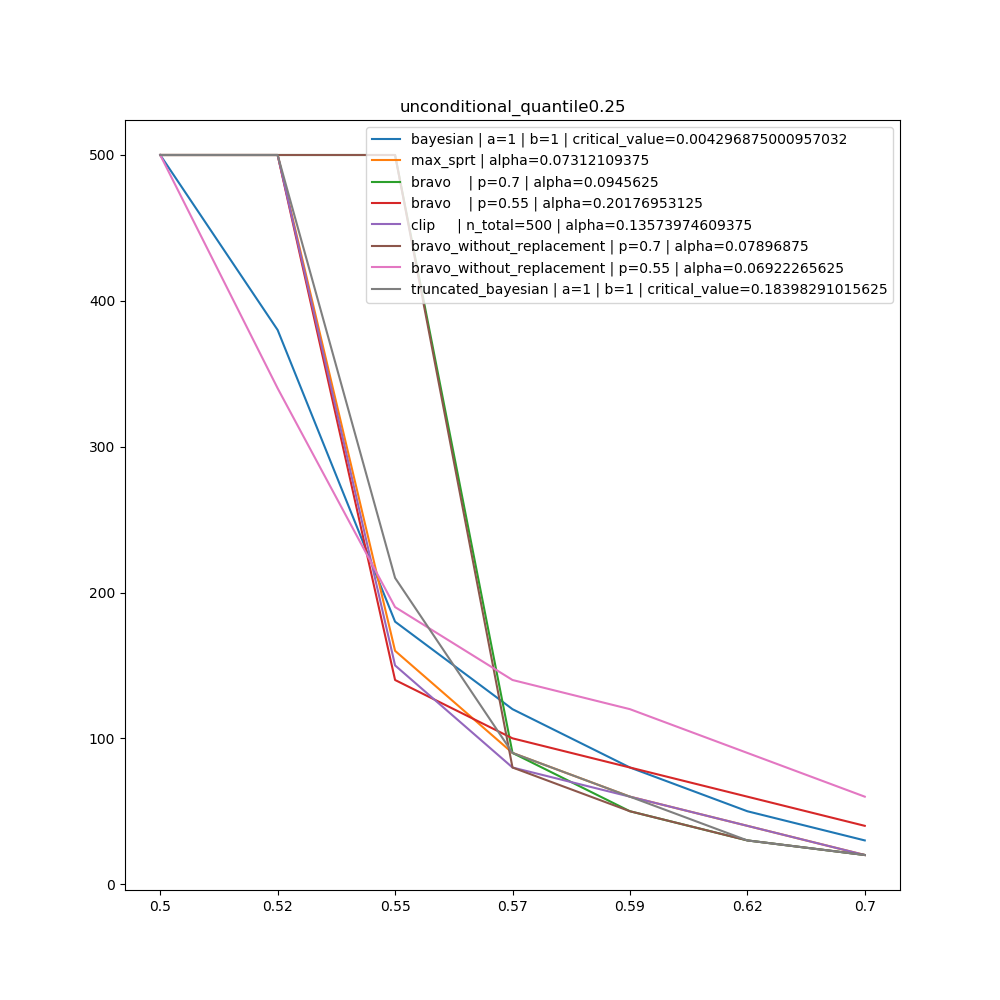 unconditional_quantile0.25
bayesian | a=1 | b=1 | critical_value=0.004296875000957032
max_sprt | alpha=0.07312109375
bravo    | p=0.7 | alpha=0.0945625
bravo    | p=0.55 | alpha=0.20176953125
clip     | n_total=500 | alpha=0.13573974609375
bravo_without_replacement | p=0.7 | alpha=0.07896875
bravo_without_replacement | p=0.55 | alpha=0.06922265625
truncated_bayesian | a=1 | b=1 | critical_value=0.18398291015625
500
400
300
200
100
0
0.5 0.52 0.55 0.57 0.59 0.62 0.7